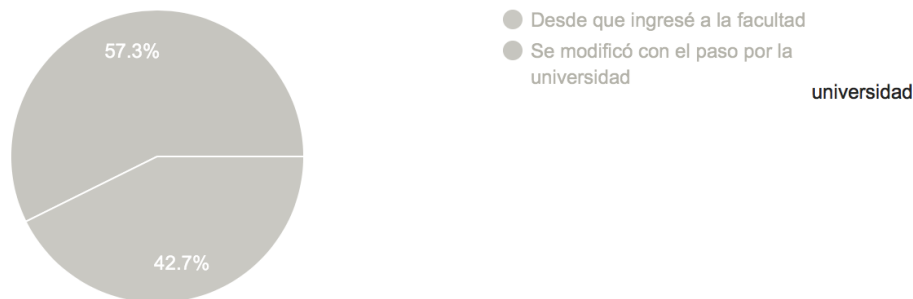 57.3%
42.7%
Desde que ingresé a la facultad
Se modificó con el paso por la
universidad
universidad